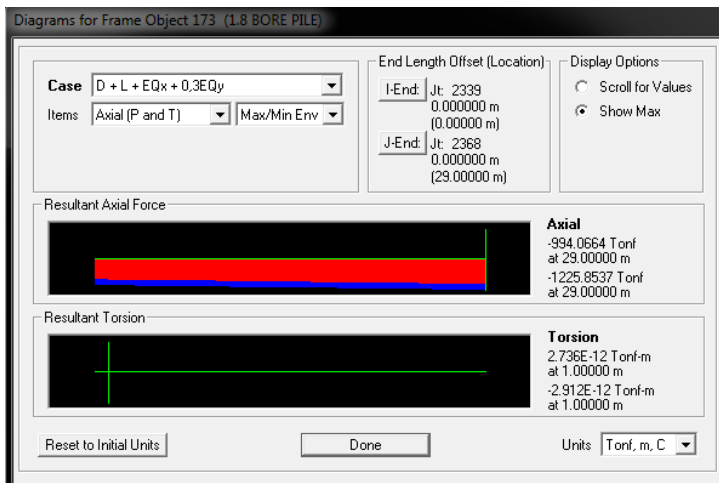 Diagrams for Frame Object 173 (1.8 BORE PILE)
Case D + L + EQx + 0,3EQy
Items Axial (P and T) Max/Min Env
End Length Offset (Location)
I-End: Jt: 2339
0.000000 m
(0.00000 m)
J-End: Jt: 2368
0.000000 m
(29.00000 m)
Display Options
Scroll for Values
Show Max
Resultant Axial Force
Axial
-994.0664 Tonf
at 29.00000 m
-1225.8537 Tonf
at 29.00000 m
Resultant Torsion
Torsion
2.736E-12 Tonf-m
at 1.00000 m
-2.912E-12 Tonf-m
at 1.00000 m
Reset to Initial Units
Done
Units Tonf, m, C